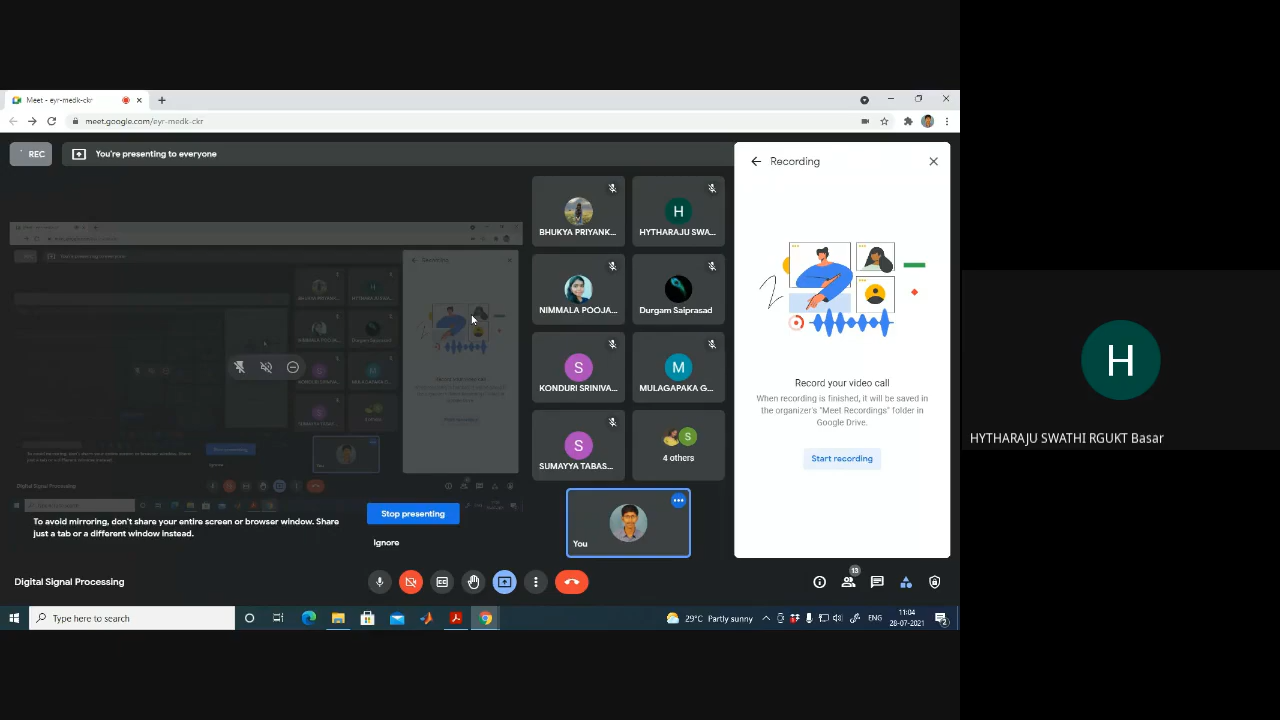 Meet - eyr-medk-ckr
meet.google.com/eyr-medk-ckr
REC
You're presenting to everyone
BHUKYA PRIYANK...
HYTHARAJU SWA...
NIMMALA POOJA...
Durgam Saiprasad
S
KONDURI SRINIVA...
M
MULAGAPAKA G...
S
SUMAYYA TABAS...
S
4 others
You
H
Recording
Record your video call
When recording is finished, it will be saved in
the organizer's "Meet Recordings" folder in
Google Drive.
Start recording
To avoid mirroring, don't share your entire screen or browser window. Share
just a tab or a different window instead.
Stop presenting
Ignore
Digital Signal Processing
13
Type here to search
29°C Partly sunny
ENG
11:04
28-07-2021
2
H
HYTHARAJU SWATHI RGUKT Basar